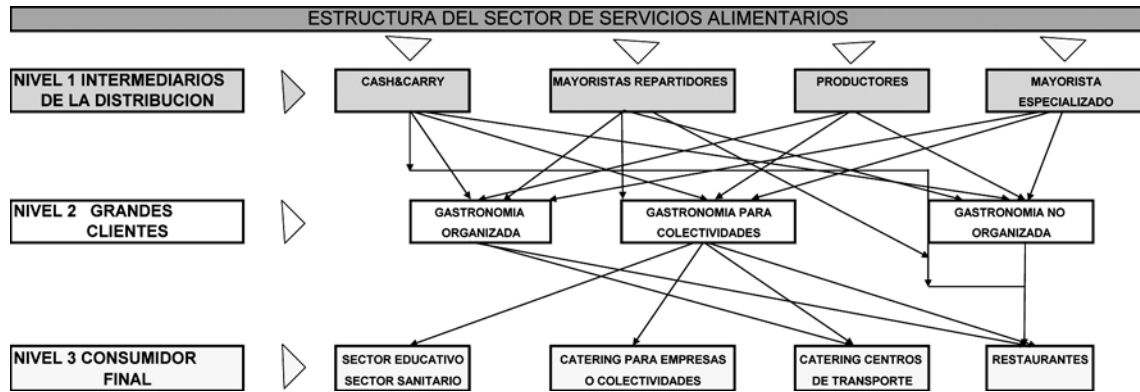 ESTRUCTURA DEL SECTOR DE SERVICIOS ALIMENTARIOS
NIVEL 1 INTERMEDIARIOS
DE LA DISTRIBUCION
CASH&CARRY
MAYORISTAS REPARTIDORES
PRODUCTORES
MAYORISTA
ESPECIALIZADO
NIVEL 2 GRANDES
CLIENTES
GASTRONOMIA
ORGANIZADA
GASTRONOMIA PARA
COLECTIVIDADES
GASTRONOMIA NO
ORGANIZADA
NIVEL 3 CONSUMIDOR
FINAL
SECTOR EDUCATIVO
SECTOR SANITARIO
CATERING PARA EMPRESAS
O COLECTIVIDADES
CATERING CENTROS
DE TRANSPORTE
RESTAURANTES